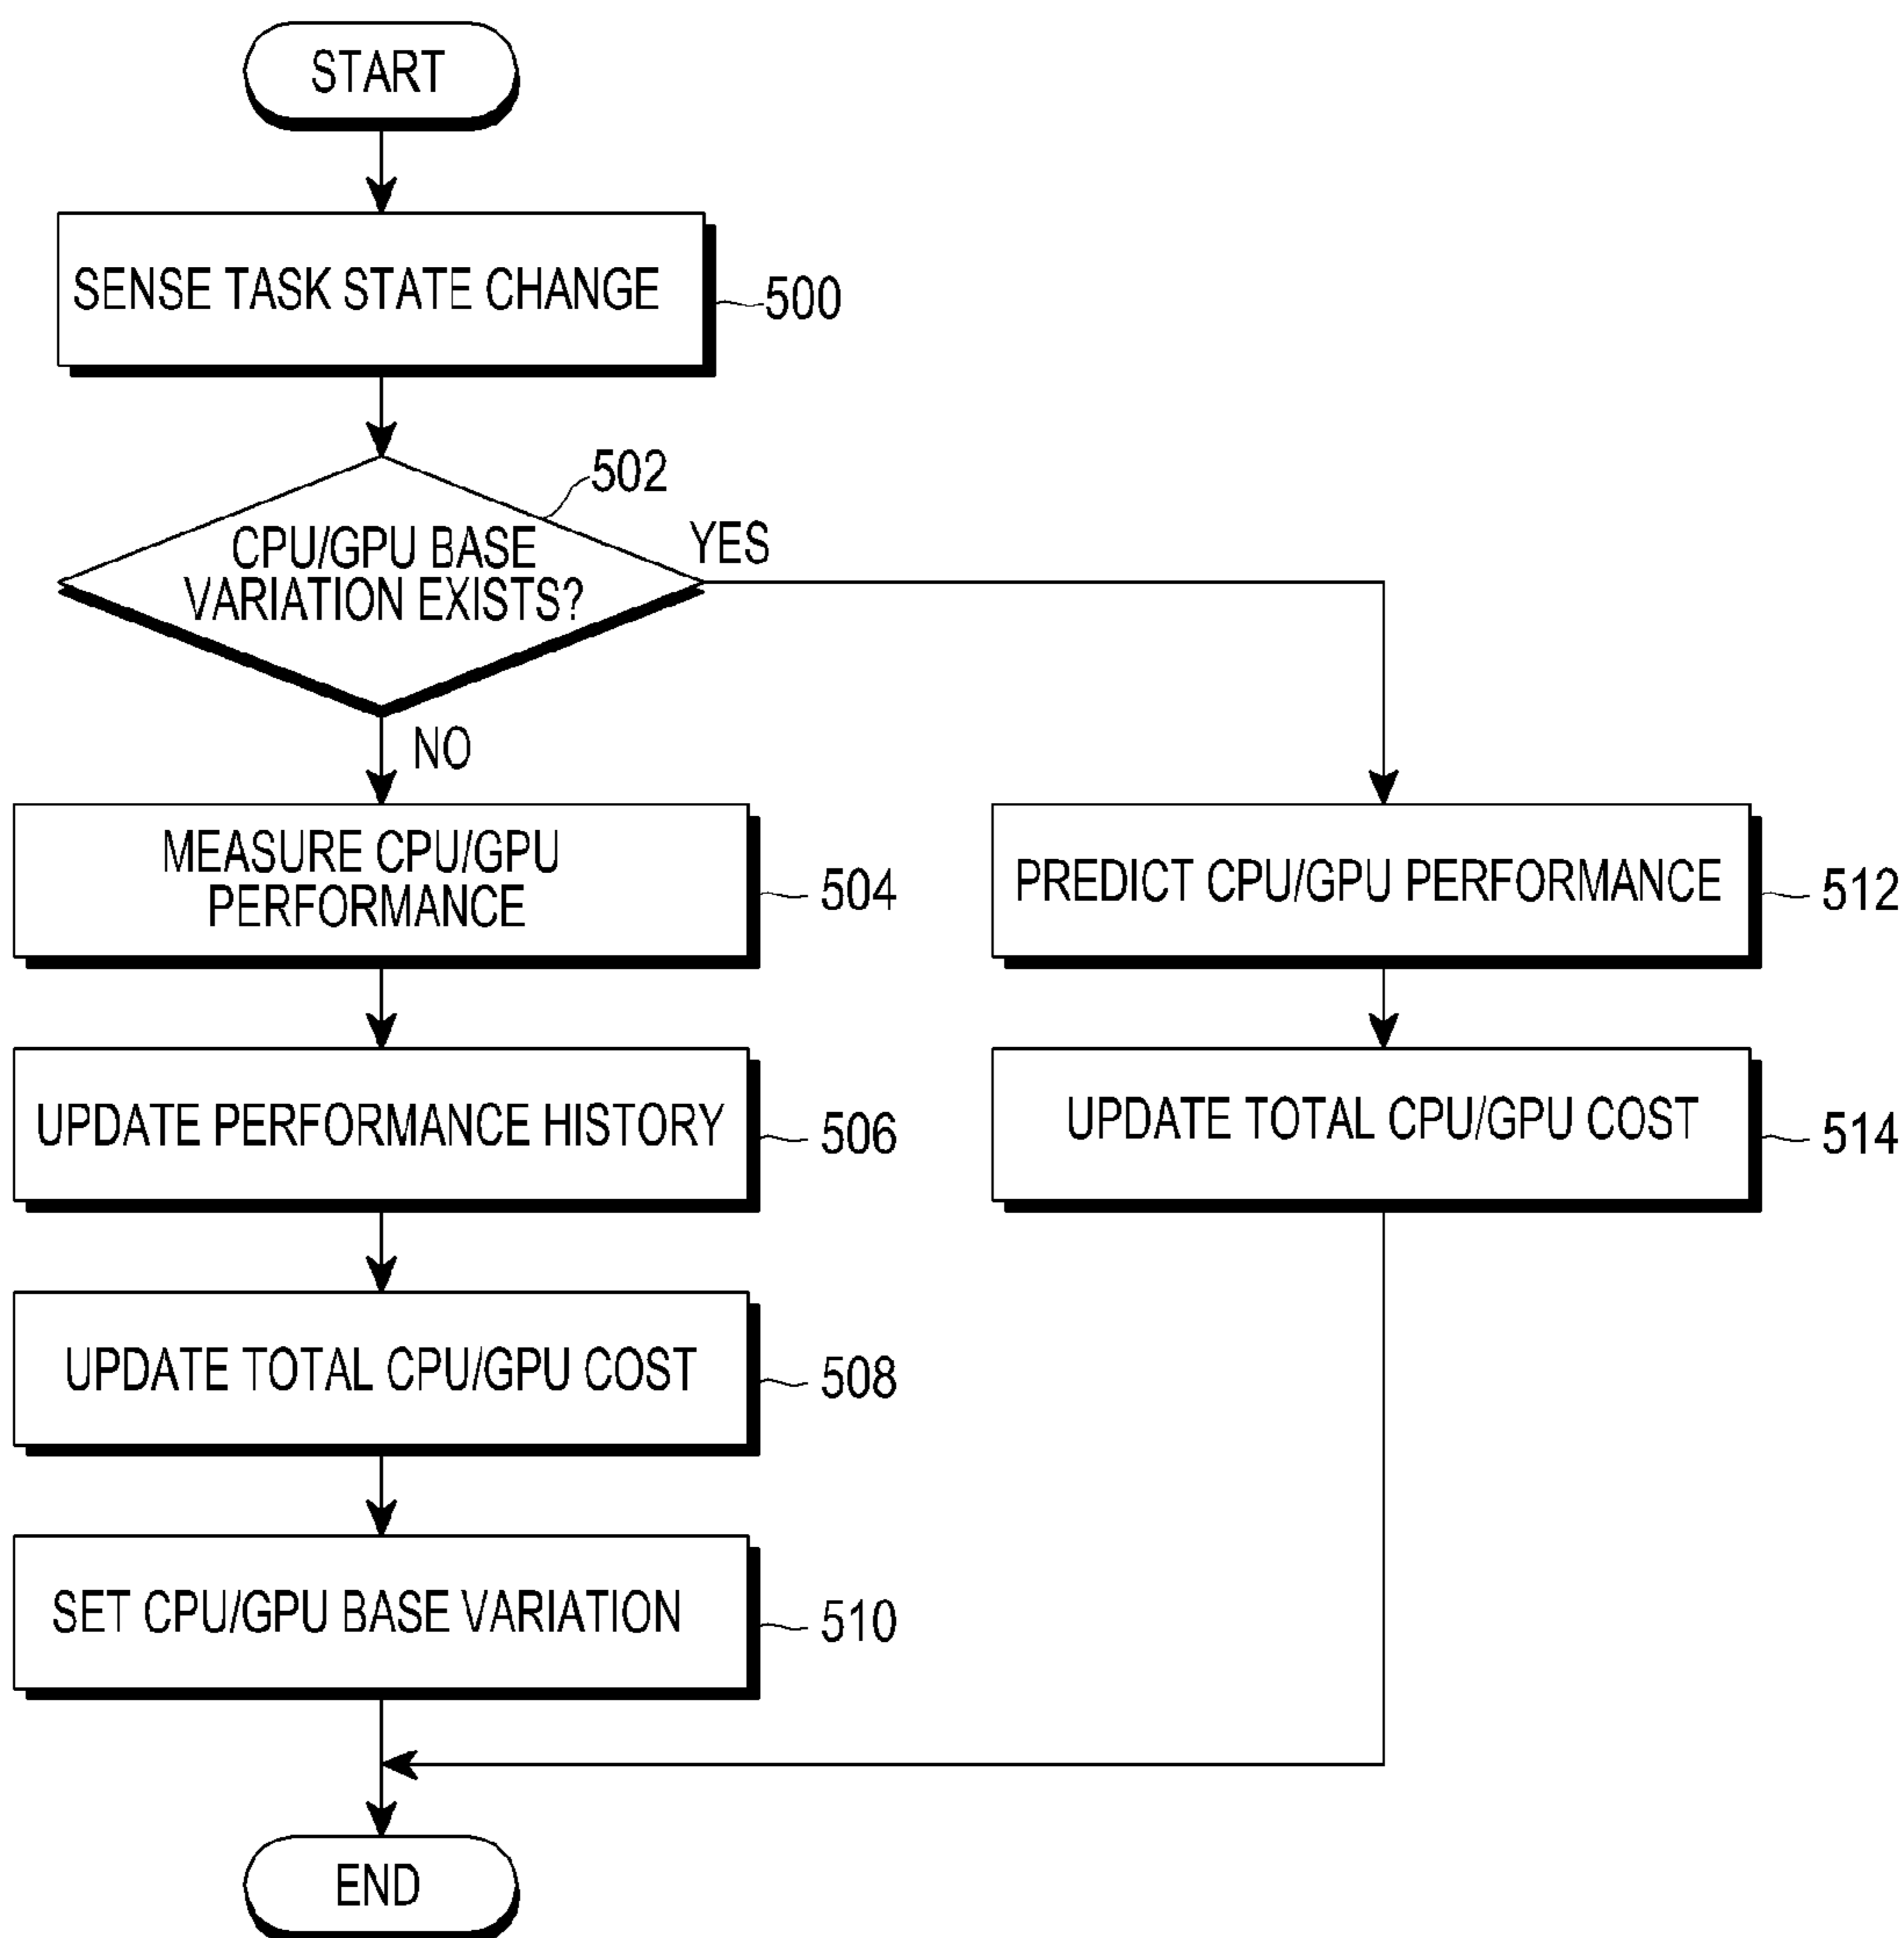 START
SENSE TASK STATE CHANGE
500
502
CPU/GPU BASE
VARIATION EXISTS?
YES
NO
MEASURE CPU/GPU
PERFORMANCE
504
PREDICT CPU/GPU PERFORMANCE
512
UPDATE PERFORMANCE HISTORY
506
UPDATE TOTAL CPU/GPU COST
514
UPDATE TOTAL CPU/GPU COST
508
SET CPU/GPU BASE VARIATION
510
END